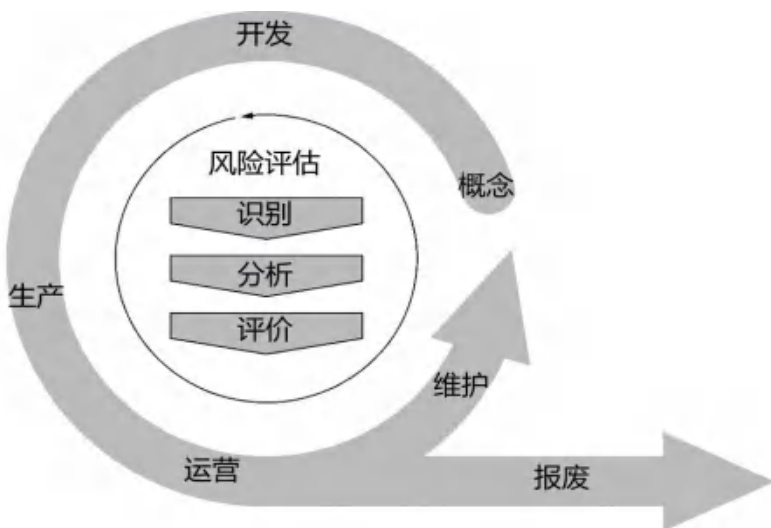 开发
风险评估
概念
识别
分析
生产
评价
维护
运营
报废